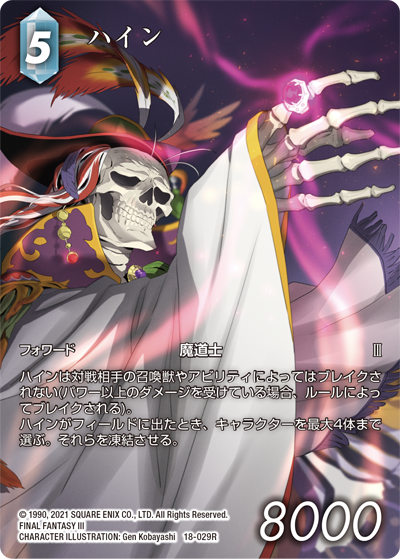 5
ハイン
フォワード 魔道士 III
ハインは対戦相手の召喚獣やアビリティによってはブレイクさ
れない(パワー以上のダメージを受けている場合、ルールによっ
てブレイクされる)。
ハインがフィールドに出たとき、キャラクターを最大4体まで
選ぶ。それらを凍結させる。
© 1990, 2021 SQUARE ENIX CO., LTD. All Rights Reserved.
FINAL FANTASY III
CHARACTER ILLUSTRATION: Gen Kobayashi 18-029R
8000